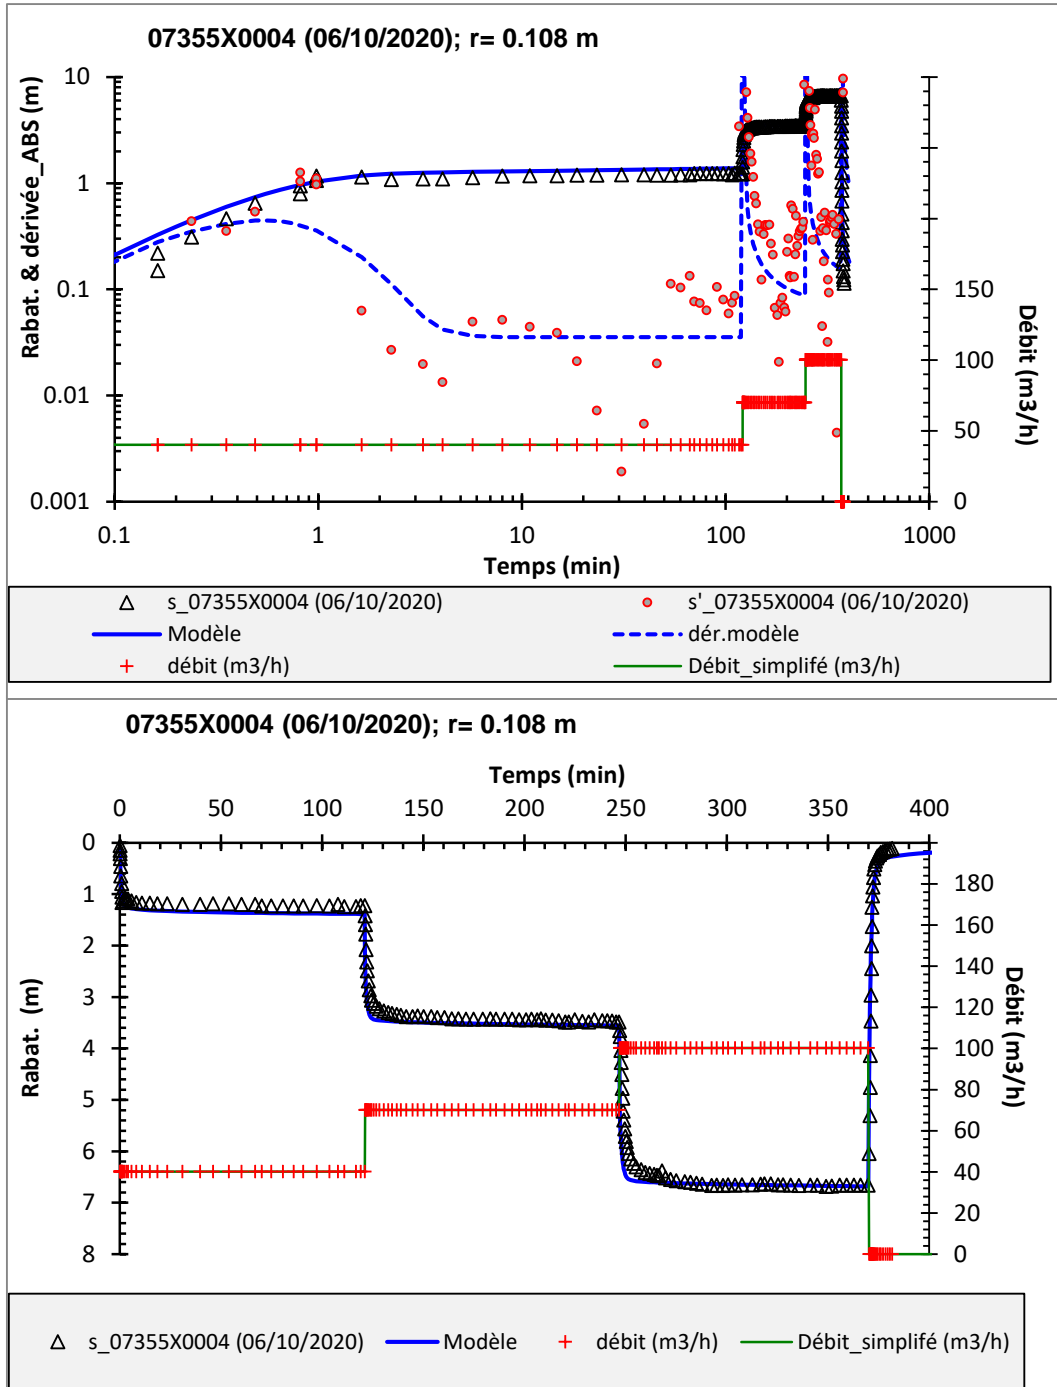 07355X0004 (06/10/2020); r= 0.108 m
Rabat. & dérivée_ABS (m)
10
1
0.1
0.01
0.001
150
100
50
0
Débit (m3/h)
0.1 1 10 100 1000
Temps (min)
s_07355X0004 (06/10/2020) s'_07355X0004 (06/10/2020)
Modèle dér.modèle
débit (m3/h) Débit_simplifé (m3/h)
07355X0004 (06/10/2020); r= 0.108 m
Temps (min)
0 50 100 150 200 250 300 350 400
Rabat. (m)
0
1
2
3
4
5
6
7
8
180
160
140
120
100
80
60
40
20
0
Débit (m3/h)
s_07355X0004 (06/10/2020) Modèle débit (m3/h) Débit_simplifé (m3/h)